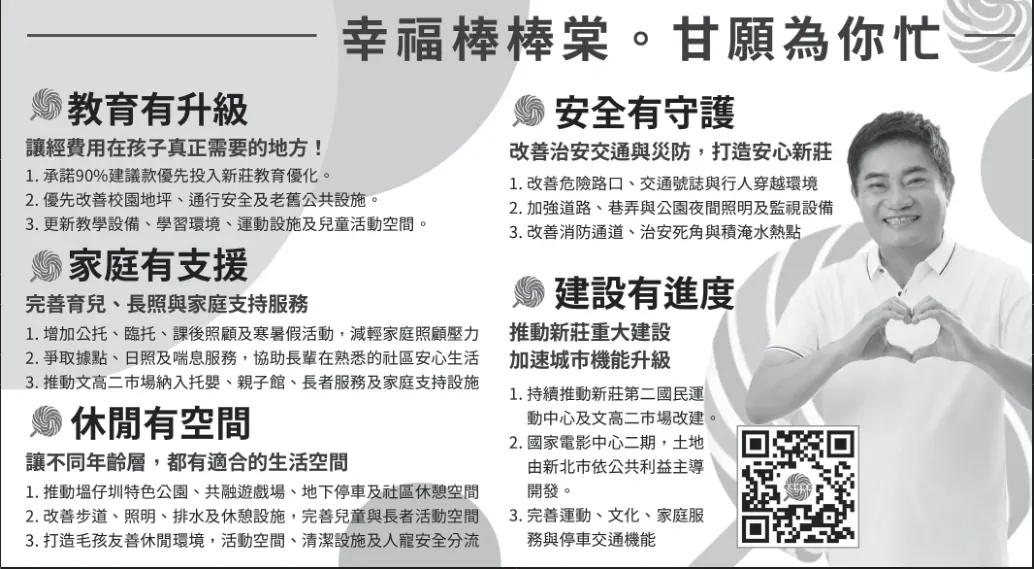 幸福棒棒棠。甘願為你忙
教育有升級
讓經費用在孩子真正需要的地方！
1. 承諾90%建議款優先投入新莊教育優化。
2. 優先改善校園地坪、通行安全及老舊公共設施。
3. 更新教學設備、學習環境、運動設施及兒童活動空間。
家庭有支援
完善育兒、長照與家庭支持服務
1. 增加公托、臨托、課後照顧及寒暑假活動，減輕家庭照顧壓力
2. 爭取據點、日照及喘息服務，協助長輩在熟悉的社區安心生活
3. 推動文高二市場納入托嬰、親子館、長者服務及家庭支持設施
休閒有空間
讓不同年齡層，都有適合的生活空間
1. 推動塭仔圳特色公園、共融遊戲場、地下停車及社區休憩空間
2. 改善步道、照明、排水及休憩設施，完善兒童與長者活動空間
3. 打造毛孩友善休閒環境，活動空間、清潔設施及人寵安全分流
安全有守護
改善治安交通與災防，打造安心新莊
1. 改善危險路口、交通號誌與行人穿越環境
2. 加強道路、巷弄與公園夜間照明及監視設備
3. 改善消防通道、治安死角與積淹水熱點
建設有進度
推動新莊重大建設
加速城市機能升級
1. 持續推動新莊第二國民運
動中心及文高二市場改建。
2. 國家電影中心二期，土地
由新北市依公共利益主導
開發。
3. 完善運動、文化、家庭服
務與停車交通機能
幸福棒棒棠